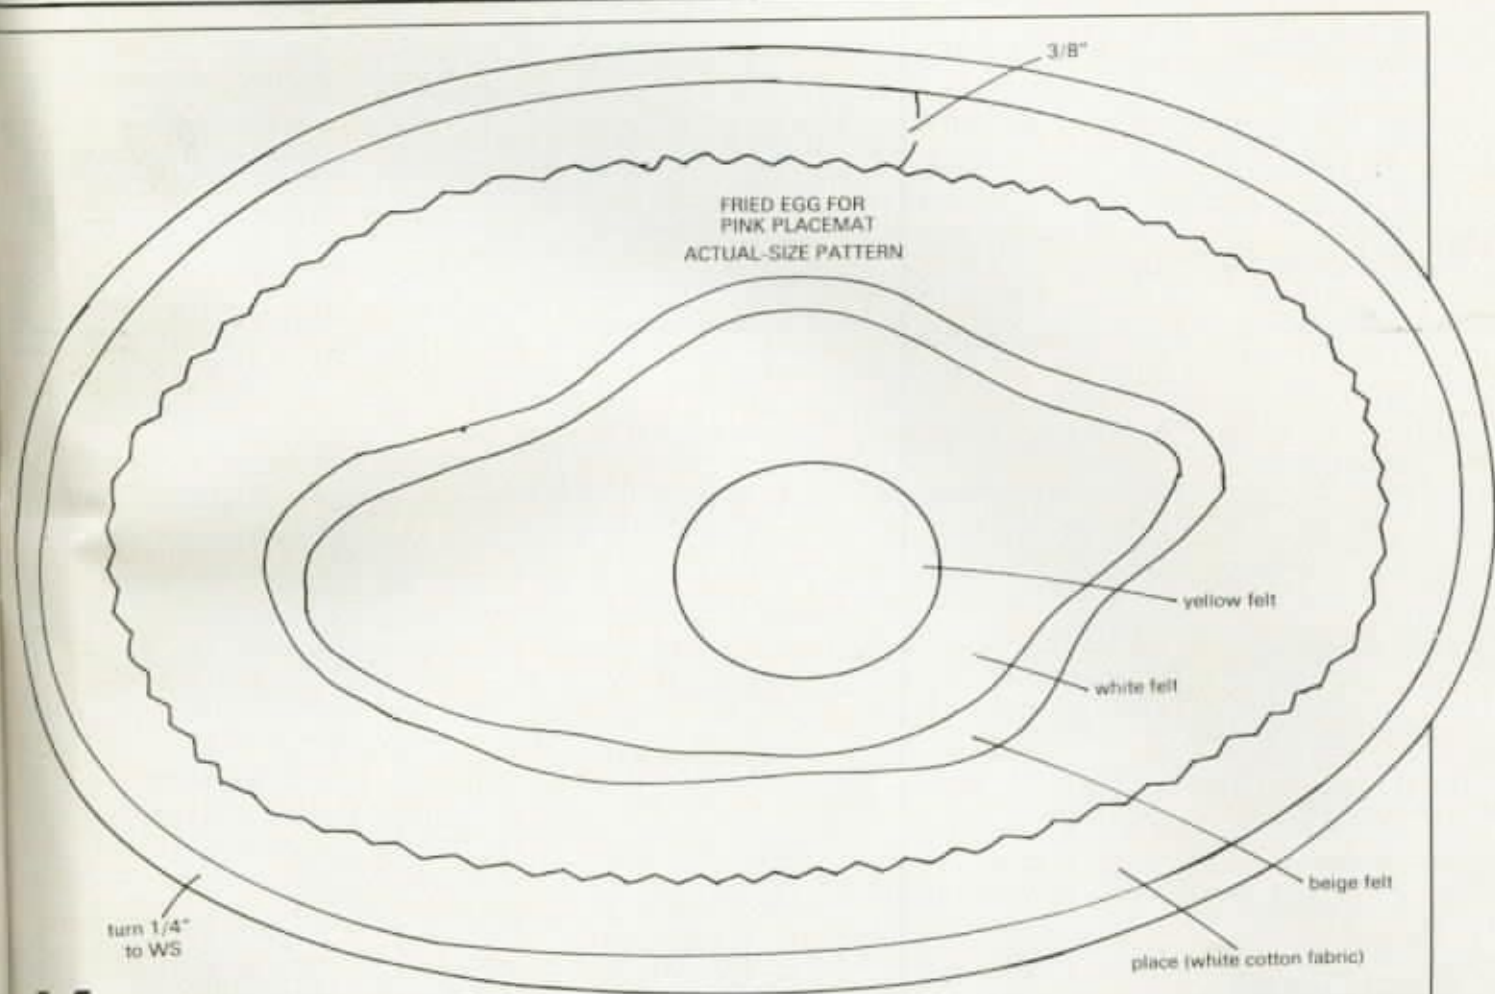 3/8"
FRIED EGG FOR
PINK PLACEMAT
ACTUAL-SIZE PATTERN
yellow felt
white felt
beige felt
turn 1/4"
to WS
place (white cotton fabric)